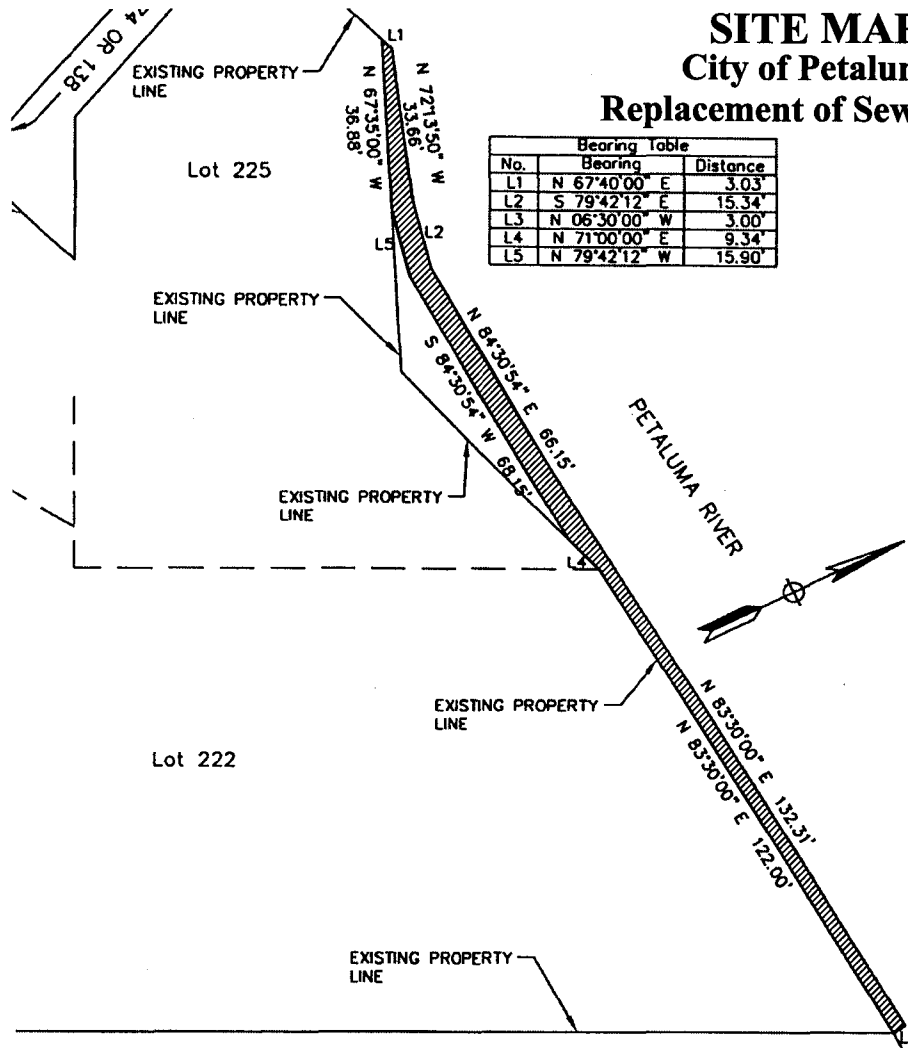 SITE MAP
City of Petalum
Replacement of Sew
74 OR 138
EXISTING PROPERTY
LINE
L1
N 67°35'00" W
36.88'
N 72°13'50" W
33.66'
Lot 225
Bearing Table
No. Bearing Distance
L1 N 67°40'00" E 3.03'
L2 S 79°42'12" E 15.34'
L3 N 06°30'00" W 3.00'
L4 N 71°00'00" E 9.34'
L5 N 79°42'12" W 15.90'
L5
L2
EXISTING PROPERTY
LINE
N 84°30'54" E 66.15'
S 84°30'54" W 68.15'
PETALUMA RIVER
EXISTING PROPERTY
LINE
L4
EXISTING PROPERTY
LINE
N 83°30'00" E 132.31'
N 83°30'00" E 122.00'
Lot 222
EXISTING PROPERTY
LINE